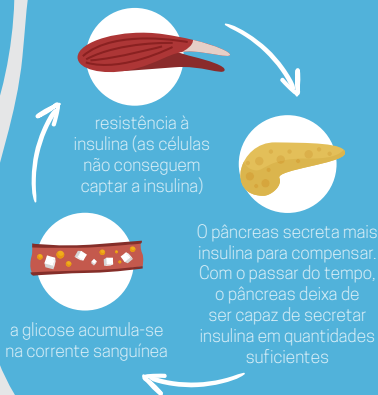 resistência à
insulina (as células
não conseguem
captar a insulina)
O pâncreas secreta mais
insulina para compensar.
Com o passar do tempo,
o pâncreas deixa de
ser capaz de secretar
insulina em quantidades
suficientes
a glicose acumula-se
na corrente sanguínea